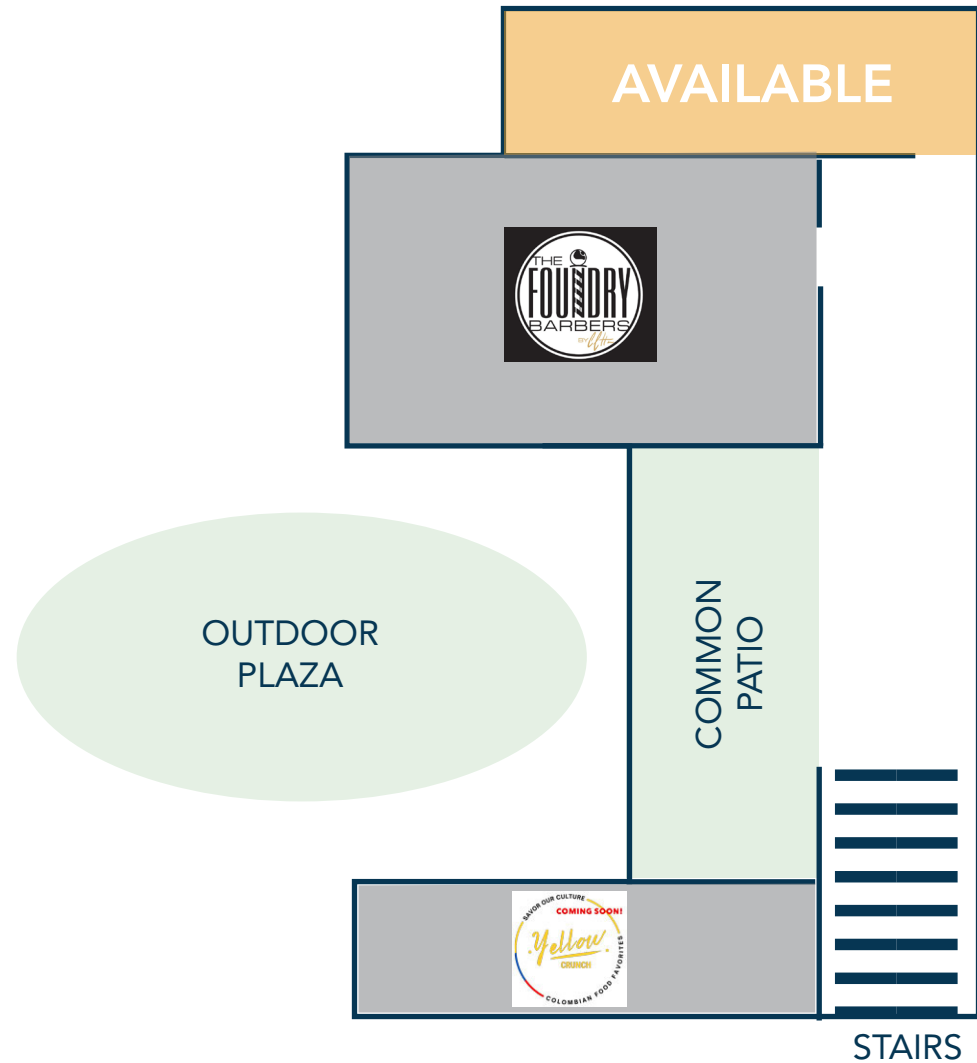 AVAILABLE
THE
FOUNDRY
BARBERS
BY
OUTDOOR
PLAZA
COMMON
PATIO
SAVOR OUR CULTURE
COMING SOON!
Yellow
CRUNCH
COLOMBIAN FOOD FAVORITES
STAIRS